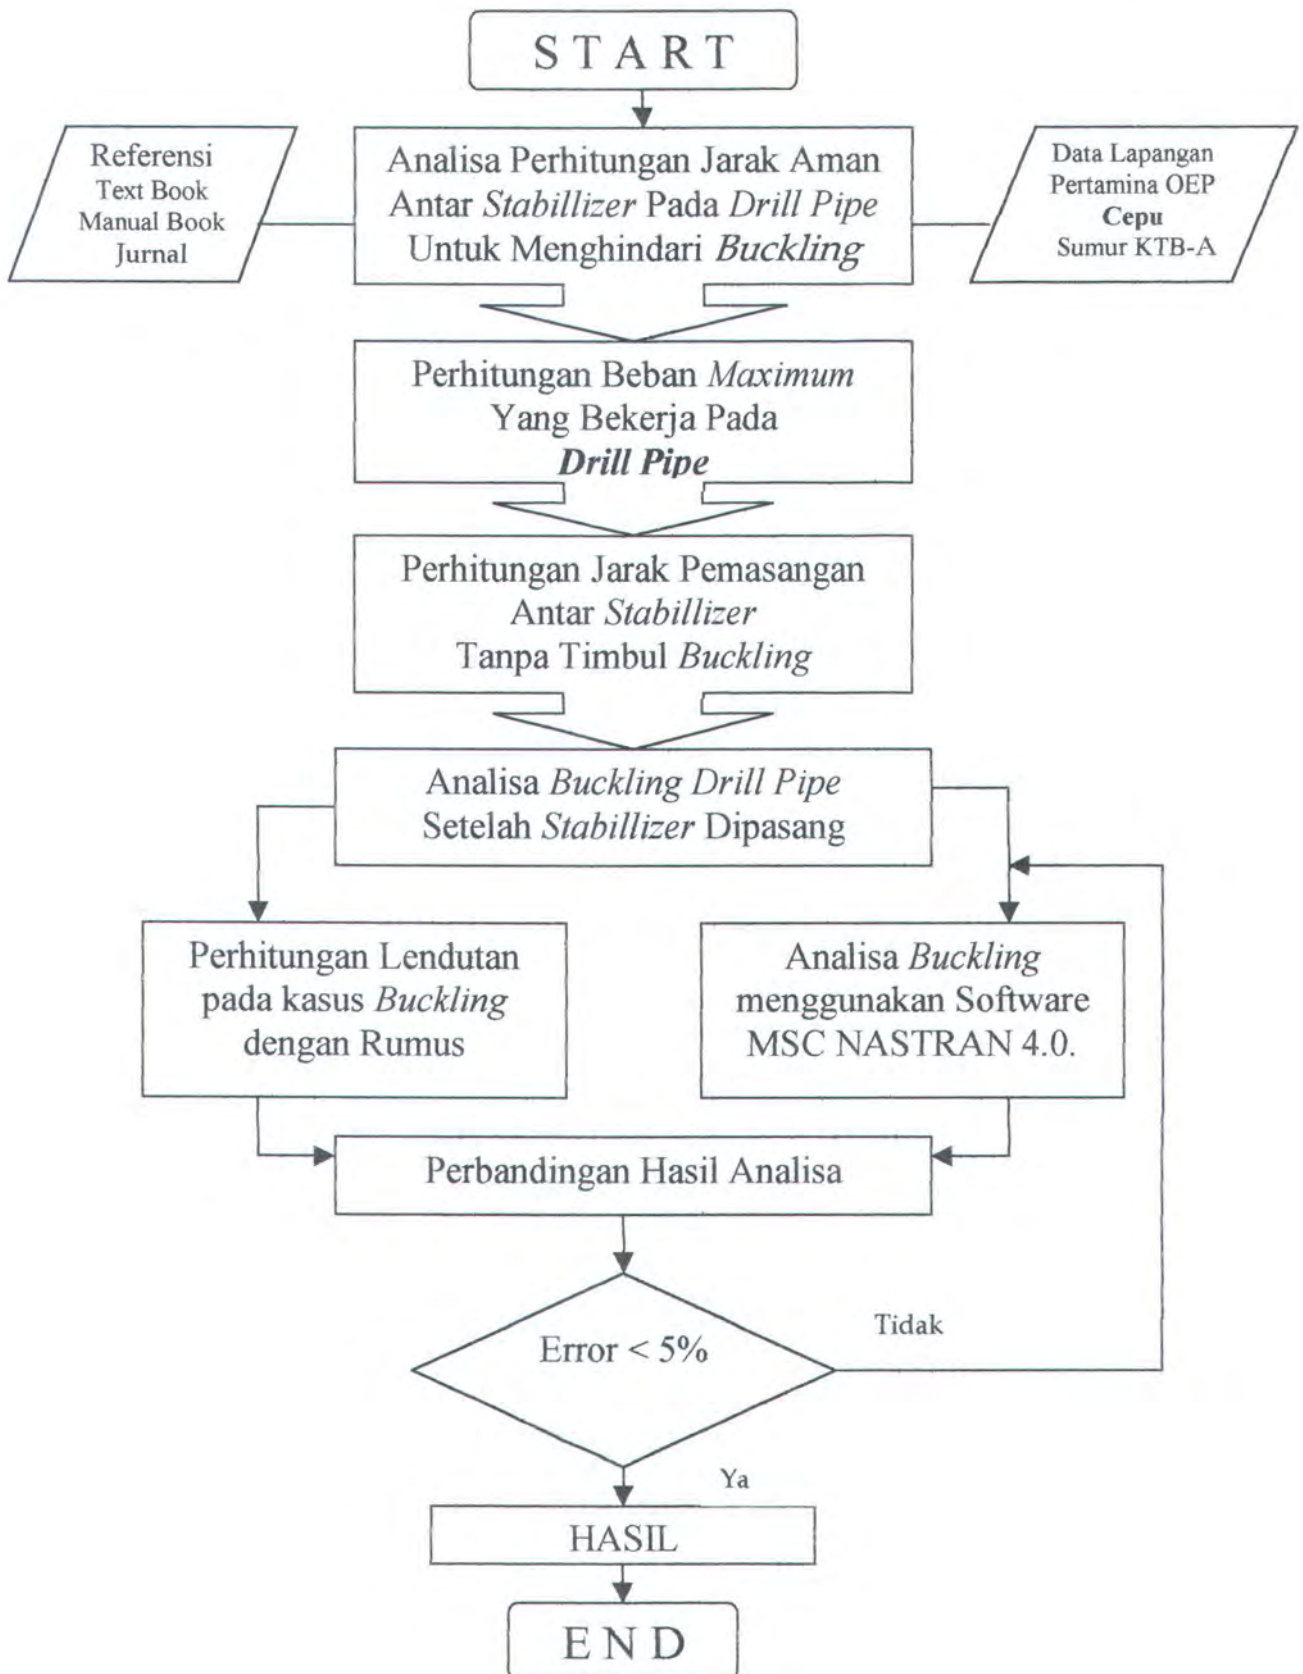 S T A R T
Referensi
Text Book
Manual Book
Jurnal
Analisa Perhitungan Jarak Aman
Antar Stabillizer Pada Drill Pipe
Untuk Menghindari Buckling
Data Lapangan
Pertamina OEP
Cepu
Sumur KTB-A
Perhitungan Beban Maximum
Yang Bekerja Pada
Drill Pipe
Perhitungan Jarak Pemasangan
Antar Stabillizer
Tanpa Timbul Buckling
Analisa Buckling Drill Pipe
Setelah Stabillizer Dipasang
Perhitungan Lendutan
pada kasus Buckling
dengan Rumus
Analisa Buckling
menggunakan Software
MSC NASTRAN 4.0.
Perbandingan Hasil Analisa
Error < 5%
Tidak
Ya
HASIL
E N D